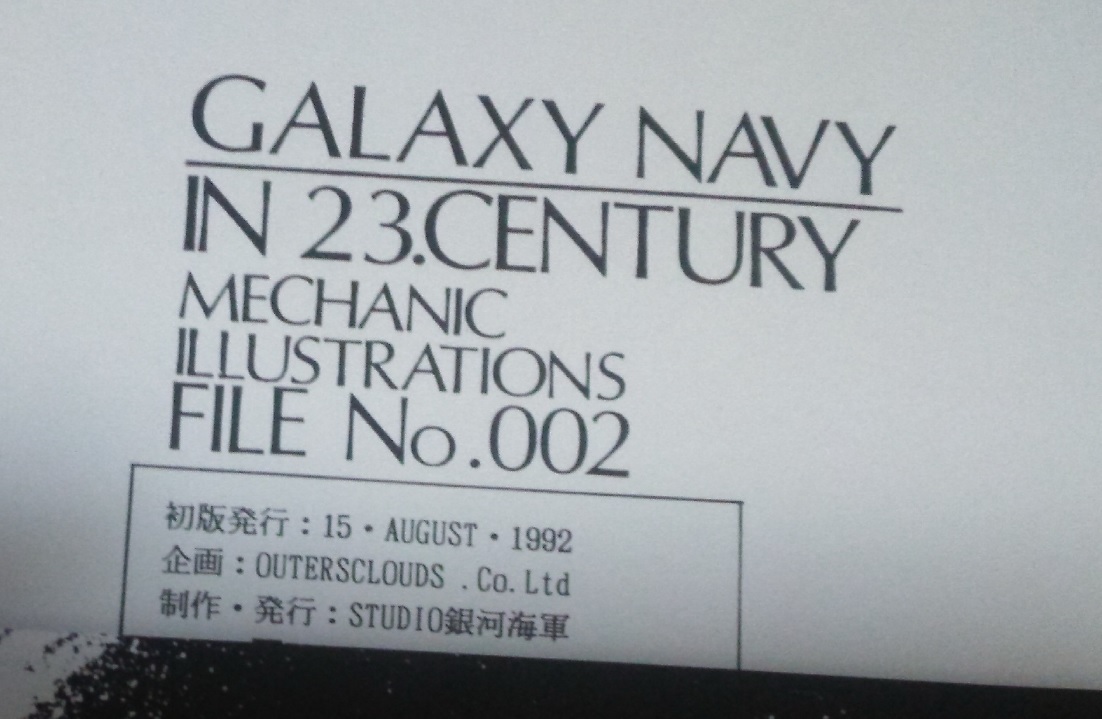 GALAXY NAVY
IN 23.CENTURY
MECHANIC
ILLUSTRATIONS
FILE No.002
初版発行：15・AUGUST・1992
企画：OUTERSCLOUDS .Co.Ltd
制作・発行：STUDIO銀河海軍